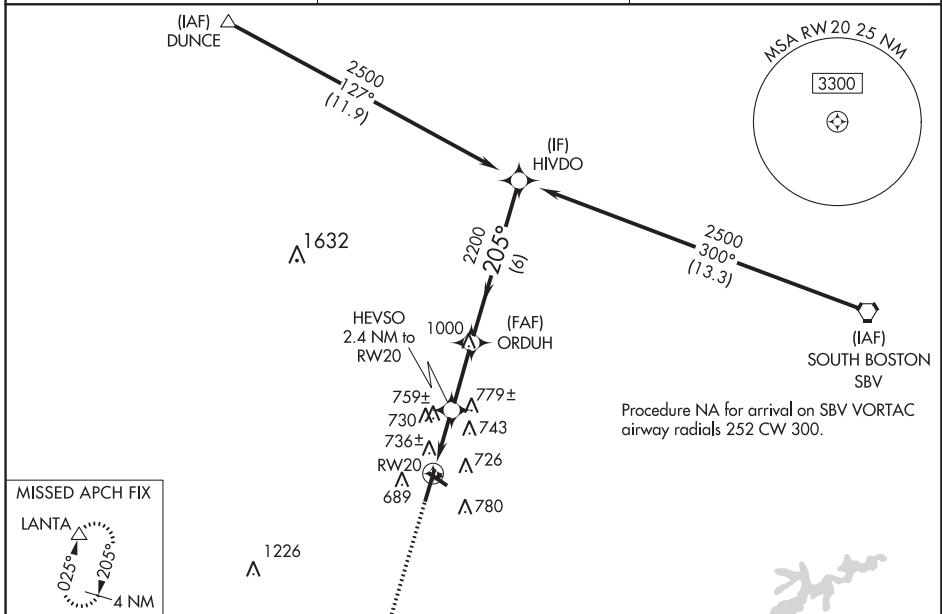 (IAF)
DUNCE
2500
127°
(11.9)
MSA RW 20 25 NM
3300
(IF)
HIVDO
1632
2200
205°
(6)
2500
300°
(13.3)
HEVSO
2.4 NM to
RW20
1000
(FAF)
ORDUH
(IAF)
SOUTH BOSTON
SBV
759±
779±
730
743
Procedure NA for arrival on SBV VORTAC
airway radials 252 CW 300.
736±
RW20
726
689
780
MISSED APCH FIX
LANTA
025°
205°
4 NM
1226